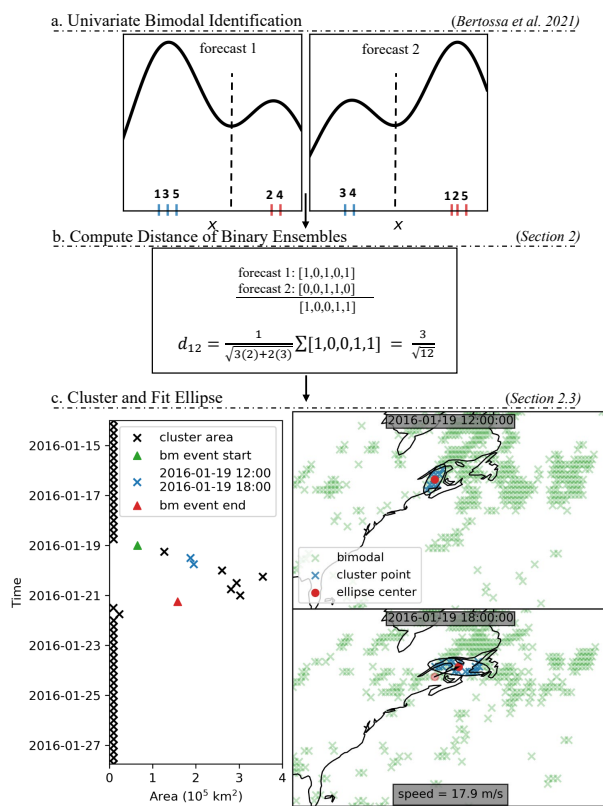 a. Univariate Bimodal Identification (Bertossa et al. 2021)
forecast 1
forecast 2
1 3 5
2 4
3 4
1 2 5
x
x
b. Compute Distance of Binary Ensembles (Section 2)
forecast 1: [1,0,1,0,1]
forecast 2: [0,0,1,1,0]
[1,0,0,1,1]
d₁₂ = 1/√(3(2)+2(3)) ∑[1,0,0,1,1] = 3/√12
c. Cluster and Fit Ellipse (Section 2.3)
cluster area
bm event start
2016-01-19 12:00
2016-01-19 18:00
bm event end
2016-01-15
2016-01-17
2016-01-19
2016-01-21
2016-01-23
2016-01-25
2016-01-27
Time
0 1 2 3 4
Area (10⁵ km²)
2016-01-19 12:00:00
bimodal
cluster point
ellipse center
2016-01-19 18:00:00
speed = 17.9 m/s